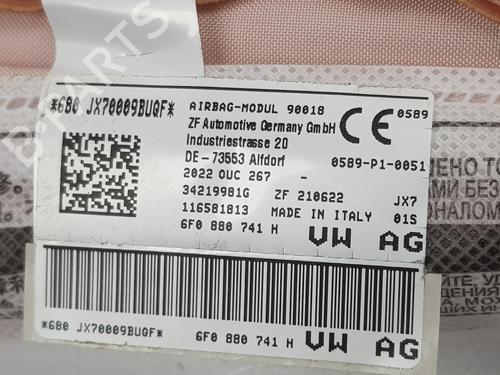 B-PARTS
*6B0 JX70009BUQF*
AIRBAG-MODUL 90018
ZF Automotive Germany GmbH
Industriestrasse 20
DE-73553 Alfdorf
CE 0589
0589-P1-0051
2022 OUC 267 -
34219981G ZF 210622 JX7
116581813 MADE IN ITALY 01S
6F0 880 741 H VW AG
*6B0 JX70009BUQF* 6F0 880 741 H VW AG